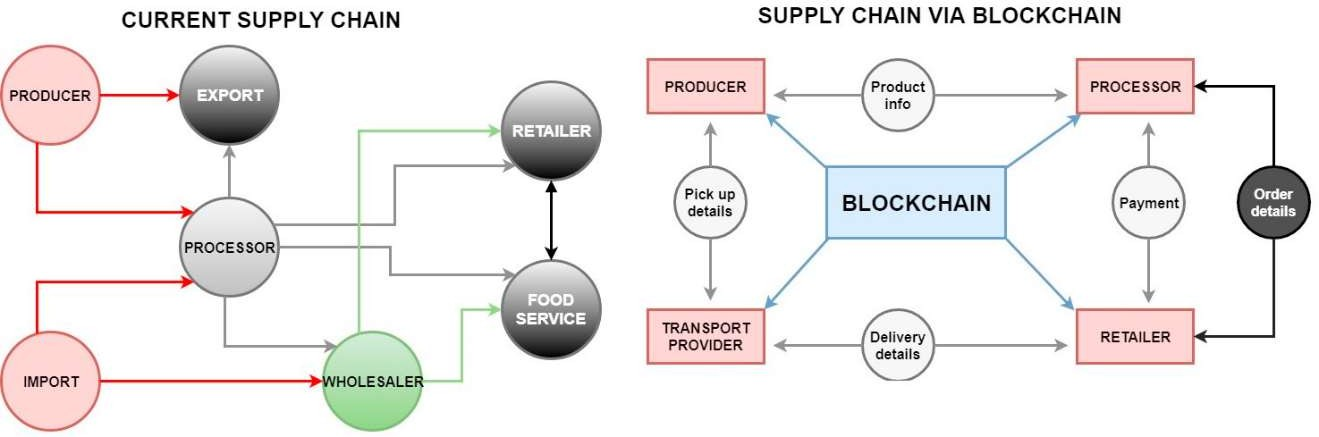 CURRENT SUPPLY CHAIN
PRODUCER
EXPORT
RETAILER
PROCESSOR
FOOD
SERVICE
IMPORT
WHOLESALER
SUPPLY CHAIN VIA BLOCKCHAIN
PRODUCER
Product
info
PROCESSOR
Pick up
details
BLOCKCHAIN
Payment
Order
details
TRANSPORT
PROVIDER
Delivery
details
RETAILER